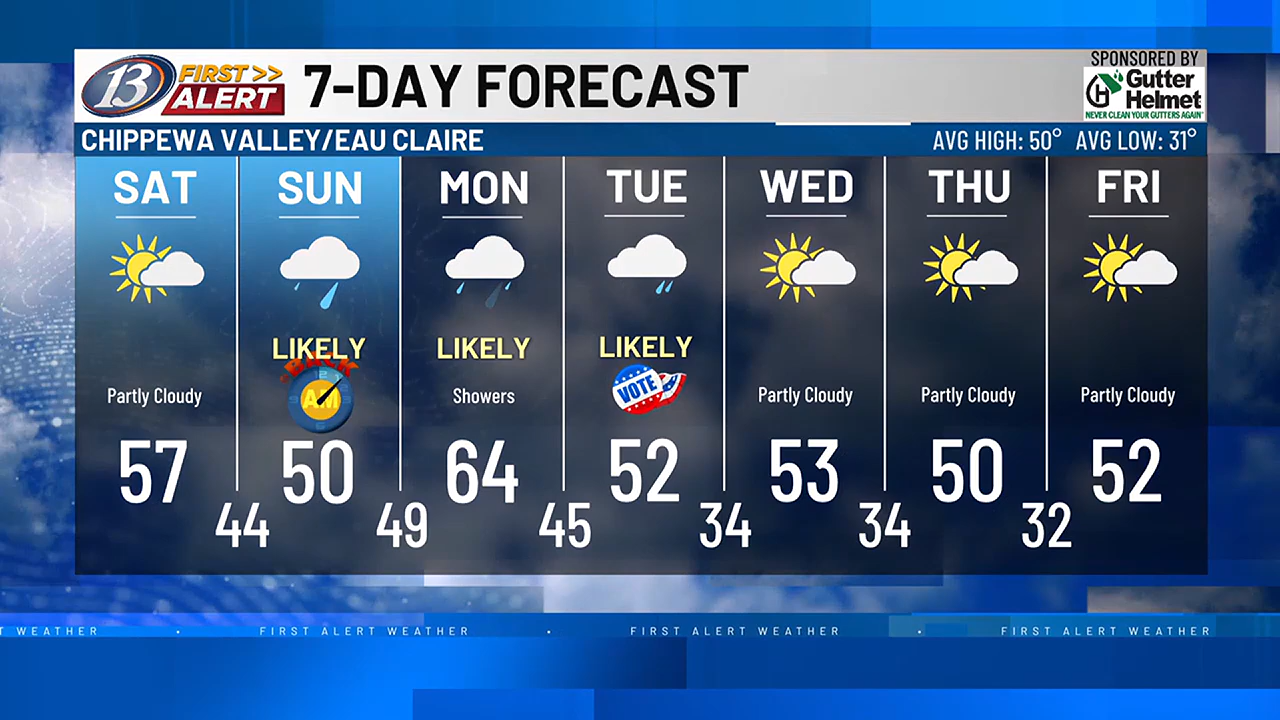 13 FIRST >>
ALERT
7-DAY FORECAST
SPONSORED BY
Gutter
Helmet
NEVER CLEAN YOUR GUTTERS AGAIN
CHIPPEWA VALLEY/EAU CLAIRE
AVG HIGH: 50° AVG LOW: 31°
SAT SUN MON TUE WED THU FRI
LIKELY LIKELY LIKELY
BACK
AM
VOTE
Partly Cloudy Showers Partly Cloudy Partly Cloudy Partly Cloudy
57 50 64 52 53 50 52
44 49 45 34 34 32
T WEATHER • FIRST ALERT WEATHER • FIRST ALERT WEATHER • FIRST ALERT WEATHER